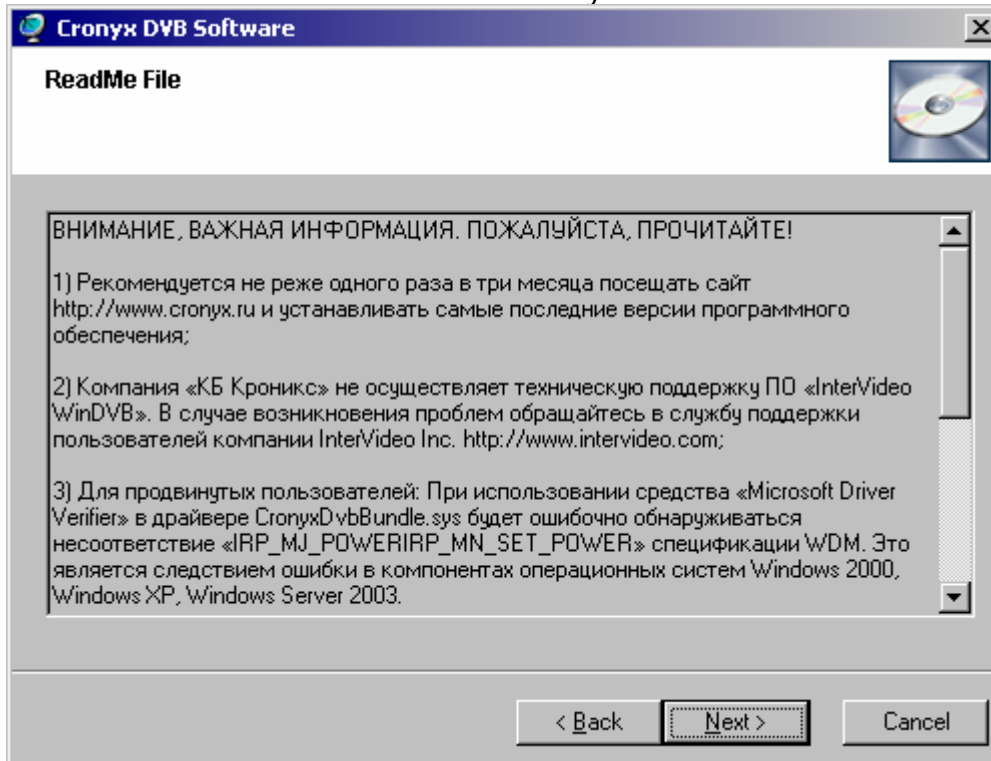 Cronyx DVB Software
ReadMe File
ВНИМАНИЕ, ВАЖНАЯ ИНФОРМАЦИЯ. ПОЖАЛУЙСТА, ПРОЧИТАЙТЕ!
1) Рекомендуется не реже одного раза в три месяца посещать сайт
http://www.cronyx.ru и устанавливать самые последние версии программного
обеспечения;
2) Компания «КБ Кроникс» не осуществляет техническую поддержку ПО «InterVideo
WinDVB». В случае возникновения проблем обращайтесь в службу поддержки
пользователей компании InterVideo Inc. http://www.intervideo.com;
3) Для продвинутых пользователей: При использовании средства «Microsoft Driver
Verifier» в драйвере CronyxDvbBundle.sys будет ошибочно обнаруживаться
несоответствие «IRP_MJ_POWERIRP_MN_SET_POWER» спецификации WDM. Это
является следствием ошибки в компонентах операционных систем Windows 2000,
Windows XP, Windows Server 2003.
< Back Next > Cancel